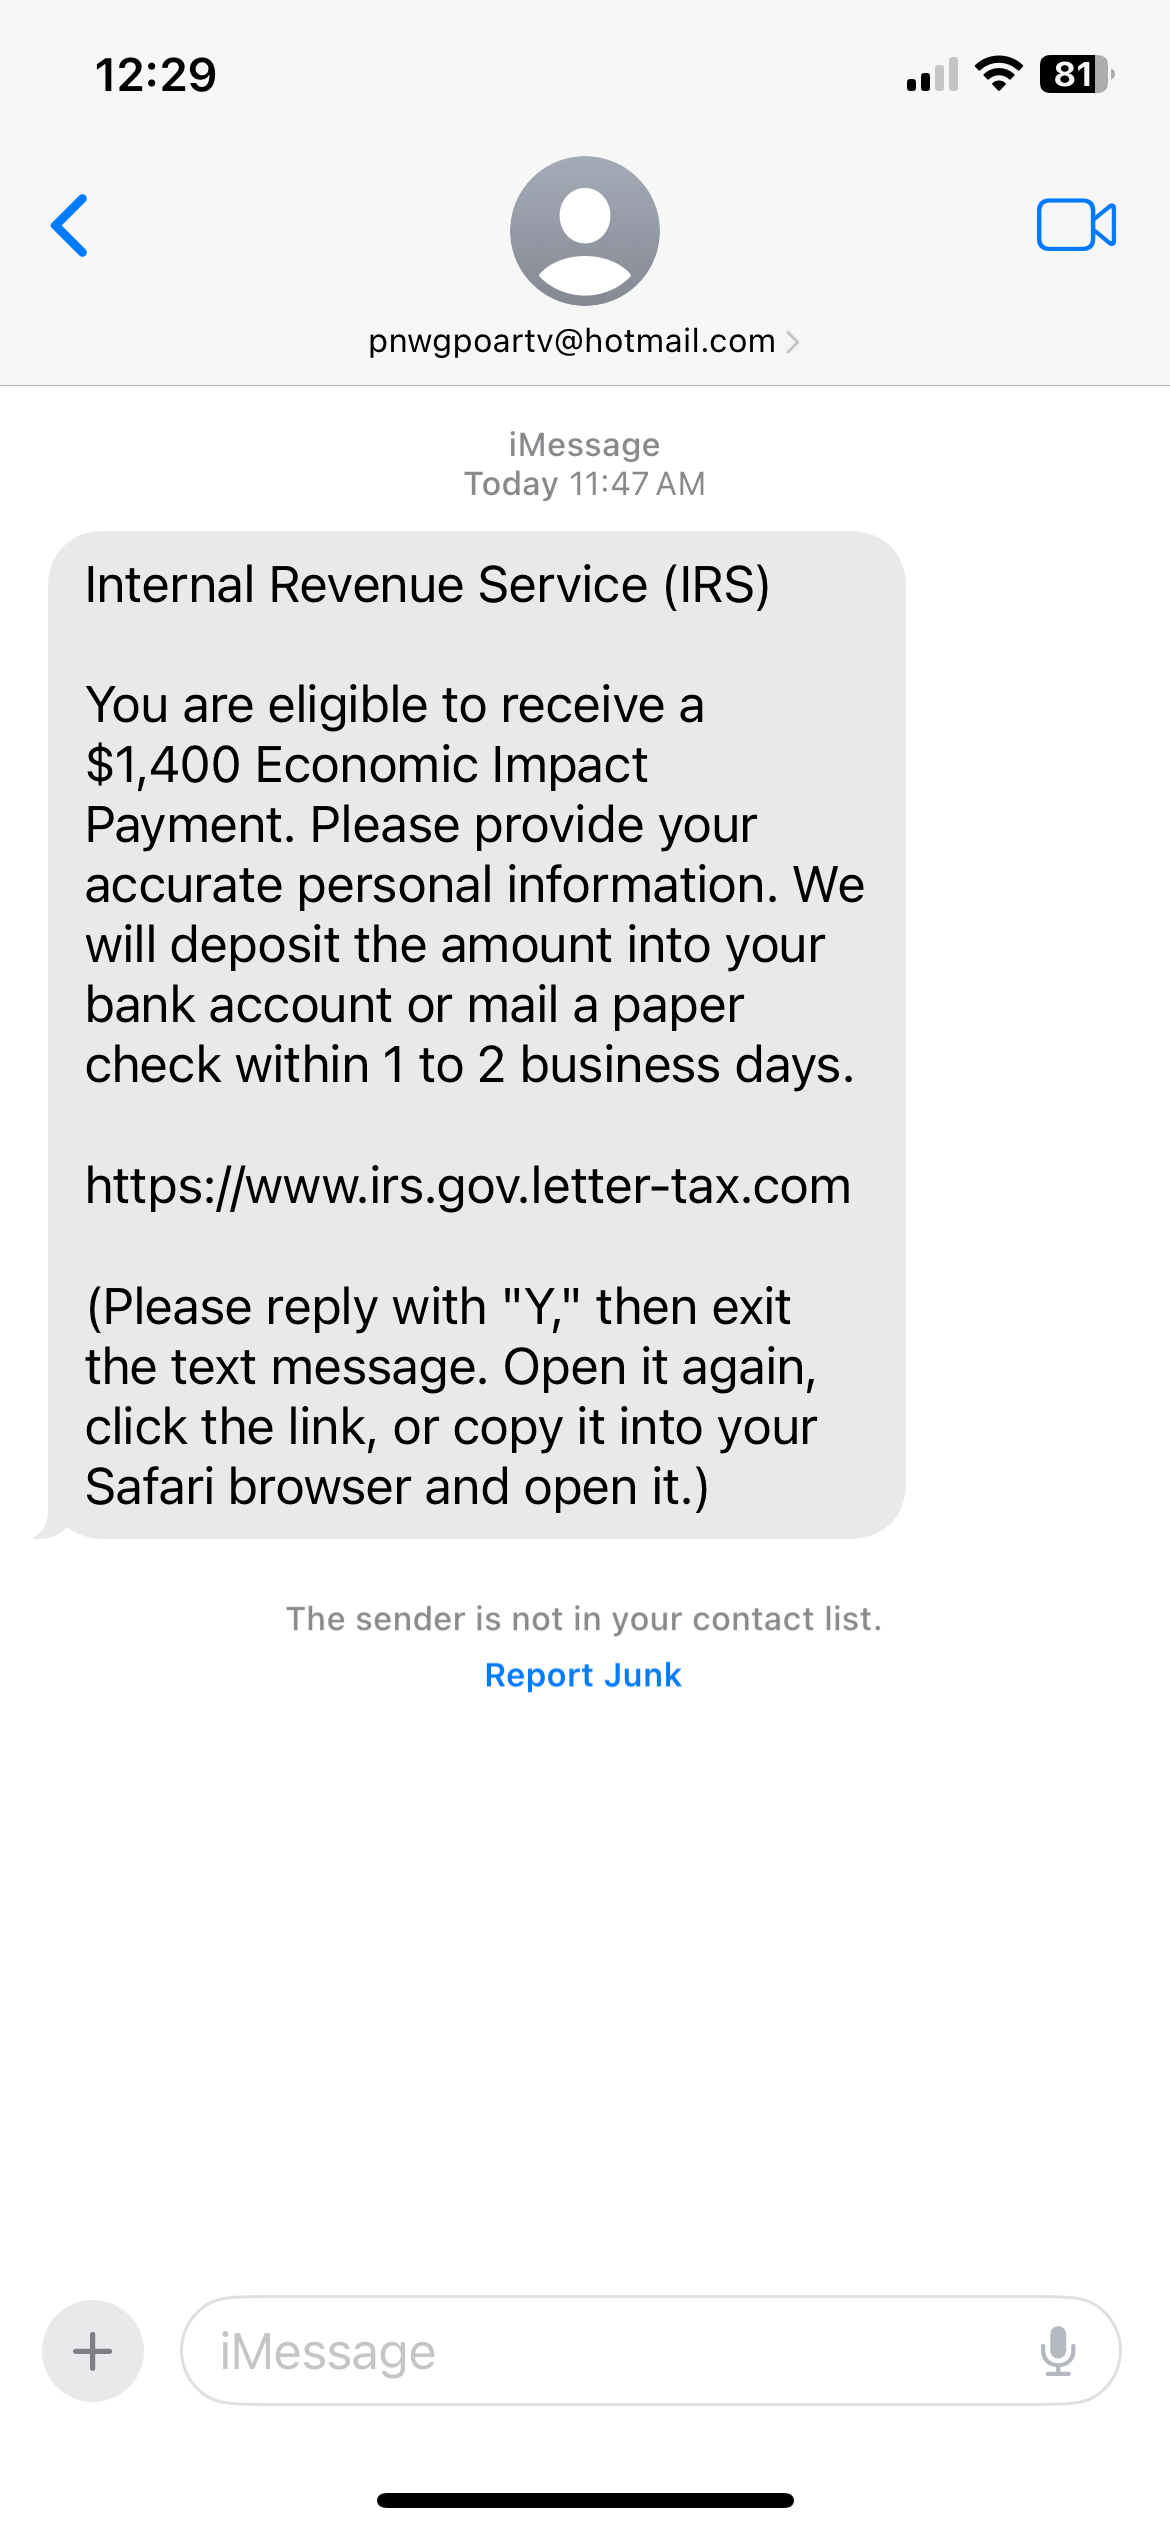 12:29
81
pnwgpoartv@hotmail.com
iMessage
Today 11:47 AM
Internal Revenue Service (IRS)
You are eligible to receive a
$1,400 Economic Impact
Payment. Please provide your
accurate personal information. We
will deposit the amount into your
bank account or mail a paper
check within 1 to 2 business days.
https://www.irs.gov.letter-tax.com
(Please reply with "Y," then exit
the text message. Open it again,
click the link, or copy it into your
Safari browser and open it.)
The sender is not in your contact list.
Report Junk
iMessage